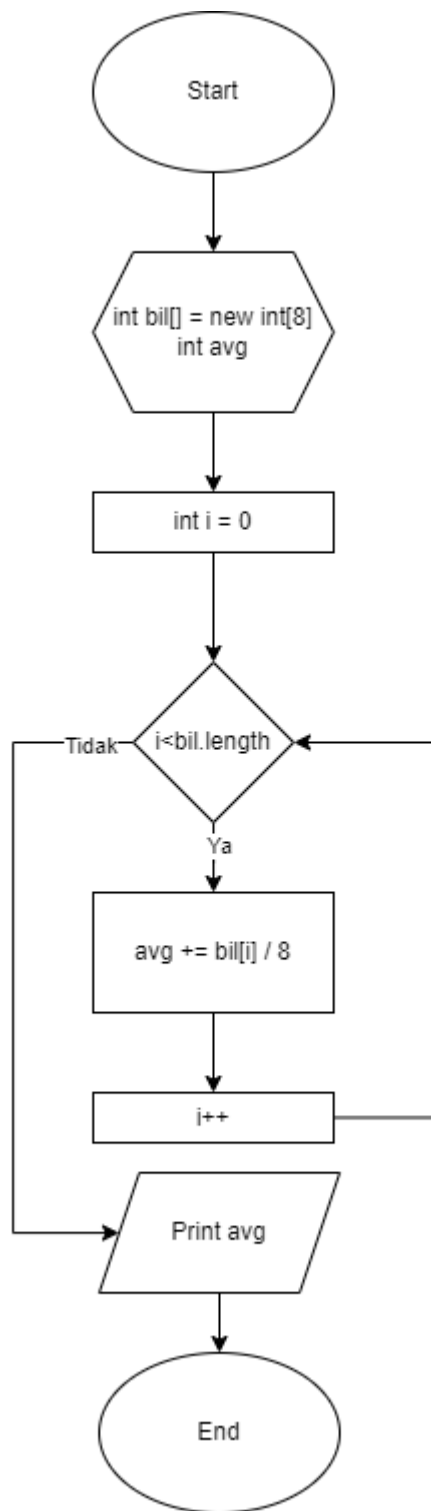 Start
int bil[] = new int[8]
int avg
int i = 0
i<bil.length
Tidak
Ya
avg += bil[i] / 8
i++
Print avg
End